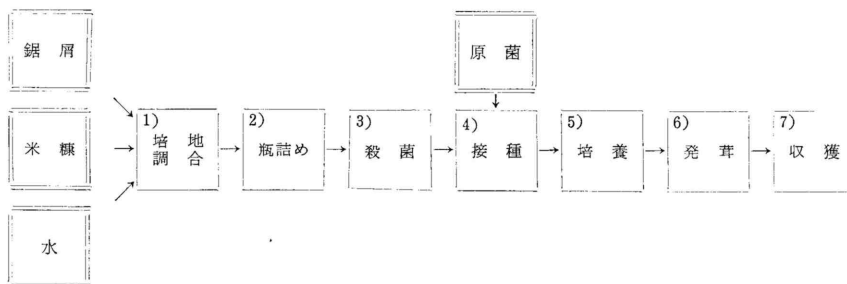 鋸屑
原菌
米糠
水
1)
培地
調合
2)
瓶詰め
3)
殺菌
4)
接種
5)
培養
6)
発茸
7)
収獲